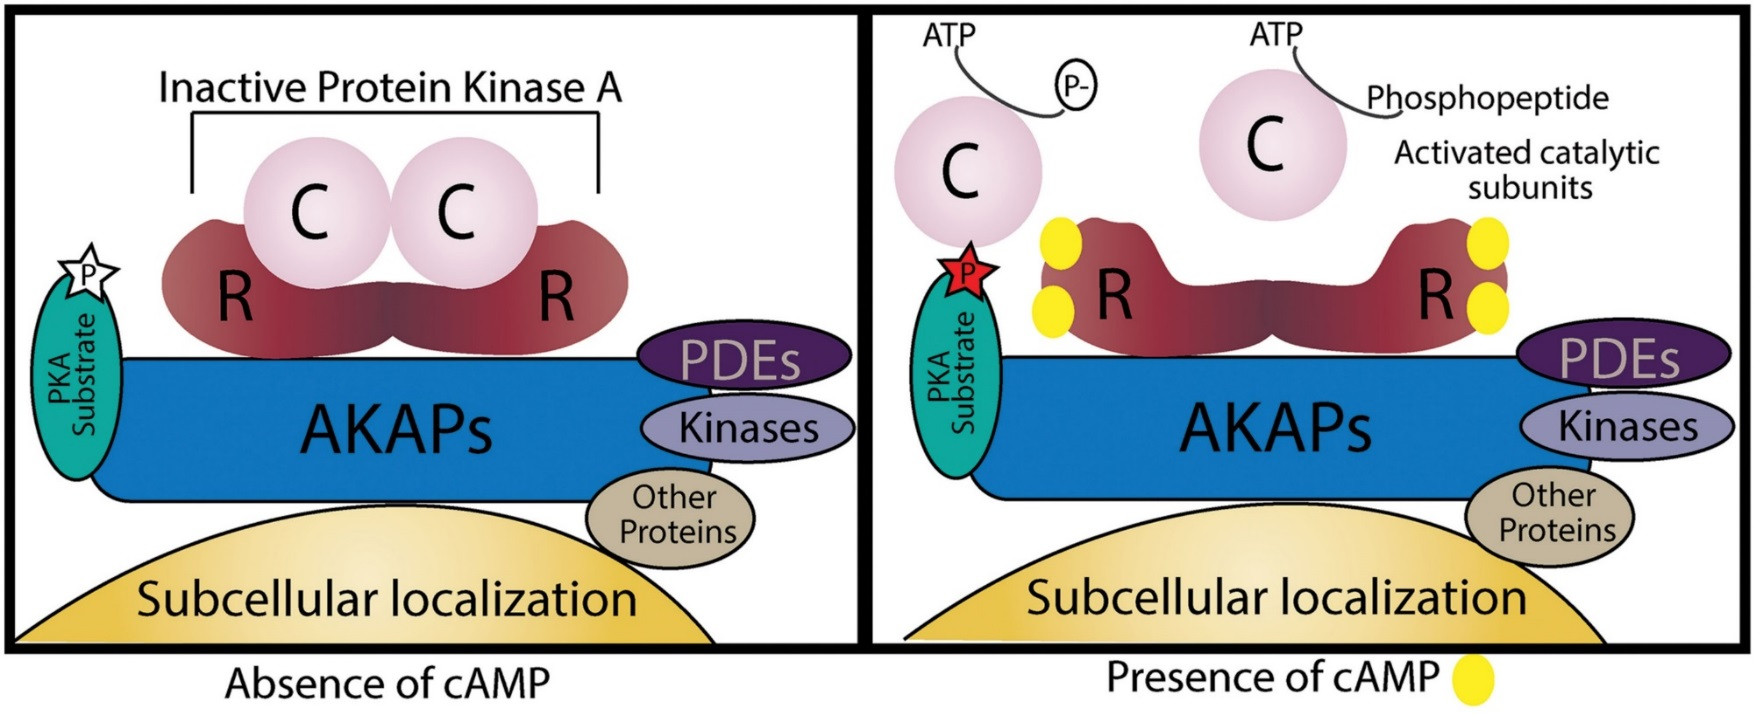 Inactive Protein Kinase A
C
C
R
R
P
PKA
Substrate
PDEs
AKAPs
Kinases
Other
Proteins
Subcellular localization
Absence of cAMP
ATP
P-
ATP
Phosphopeptide
C
C
Activated catalytic
subunits
P
R
R
PKA
Substrate
PDEs
AKAPs
Kinases
Other
Proteins
Subcellular localization
Presence of cAMP